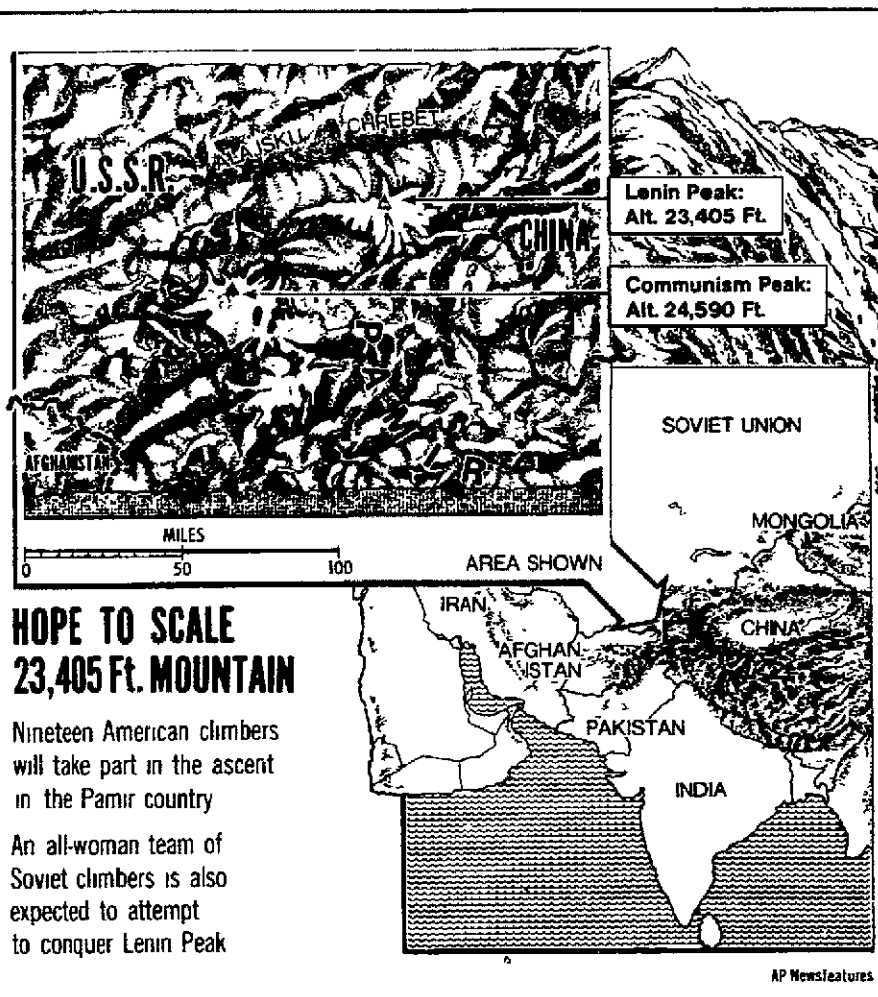 U.S.S.R.
ALAJSKIJ CHREBET
CHINA
Lenin Peak:
Alt. 23,405 Ft.
Communism Peak:
Alt. 24,590 Ft.
P A M I R
AFGHANISTAN
MILES
0 50 100
AREA SHOWN
SOVIET UNION
MONGOLIA
IRAN
AFGHAN-
ISTAN
CHINA
PAKISTAN
INDIA
HOPE TO SCALE
23,405 Ft. MOUNTAIN
Nineteen American climbers
will take part in the ascent
in the Pamir country
An all-woman team of
Soviet climbers is also
expected to attempt
to conquer Lenin Peak
AP Newsfeatures